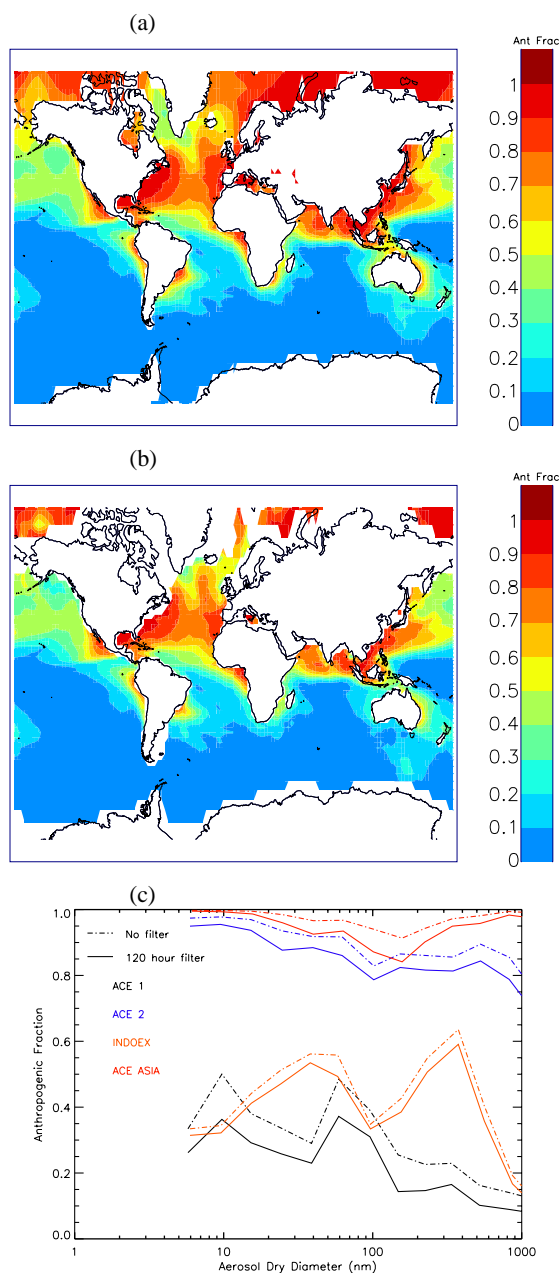 (a)
Ant Frac
1
0.9
0.8
0.7
0.6
0.5
0.4
0.3
0.2
0.1
0
(b)
Ant Frac
1
0.9
0.8
0.7
0.6
0.5
0.4
0.3
0.2
0.1
0
(c)
1.0
0.8
0.6
0.4
0.2
0.0
Anthropogenic Fraction
No filter
120 hour filter
ACE 1
ACE 2
INDOEX
ACE ASIA
1
10
100
1000
Aerosol Dry Diameter (nm)